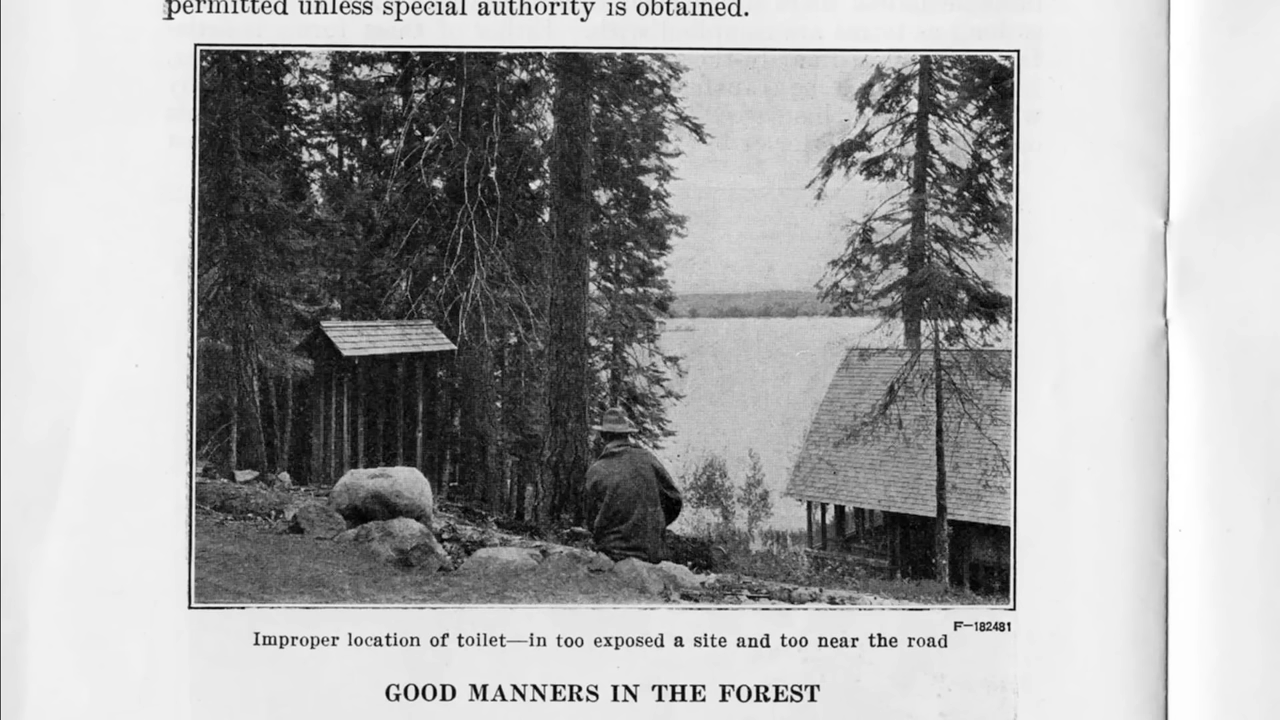 permitted unless special authority is obtained.
F—182481
Improper location of toilet—in too exposed a site and too near the road
GOOD MANNERS IN THE FOREST